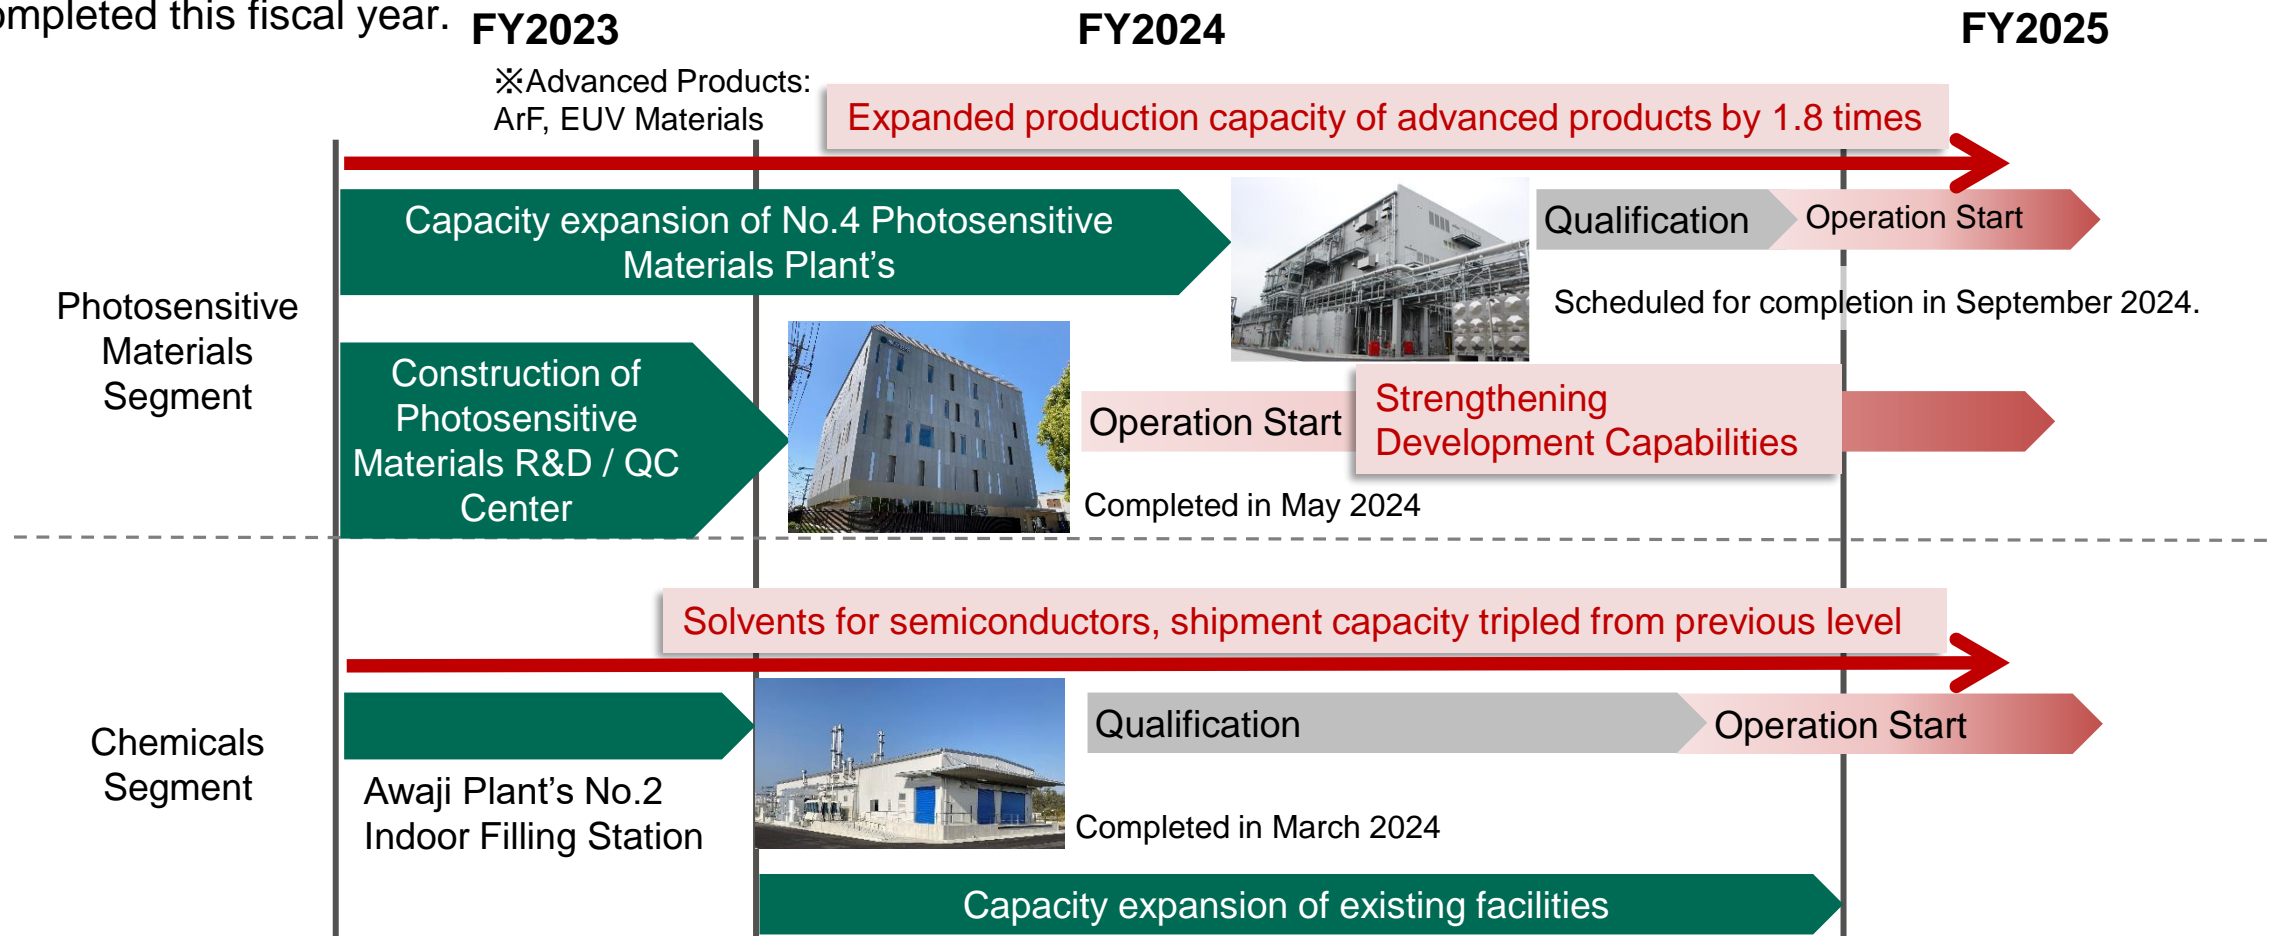 ompleted this fiscal year.
FY2023
FY2024
FY2025
※Advanced Products:
ArF, EUV Materials
Expanded production capacity of advanced products by 1.8 times
Capacity expansion of No.4 Photosensitive
Materials Plant's
Qualification
Operation Start
Scheduled for completion in September 2024.
Photosensitive
Materials
Segment
Construction of
Photosensitive
Materials R&D / QC
Center
Operation Start
Strengthening
Development Capabilities
Completed in May 2024
Solvents for semiconductors, shipment capacity tripled from previous level
Chemicals
Segment
Qualification
Operation Start
Awaji Plant’s No.2
Indoor Filling Station
Completed in March 2024
Capacity expansion of existing facilities